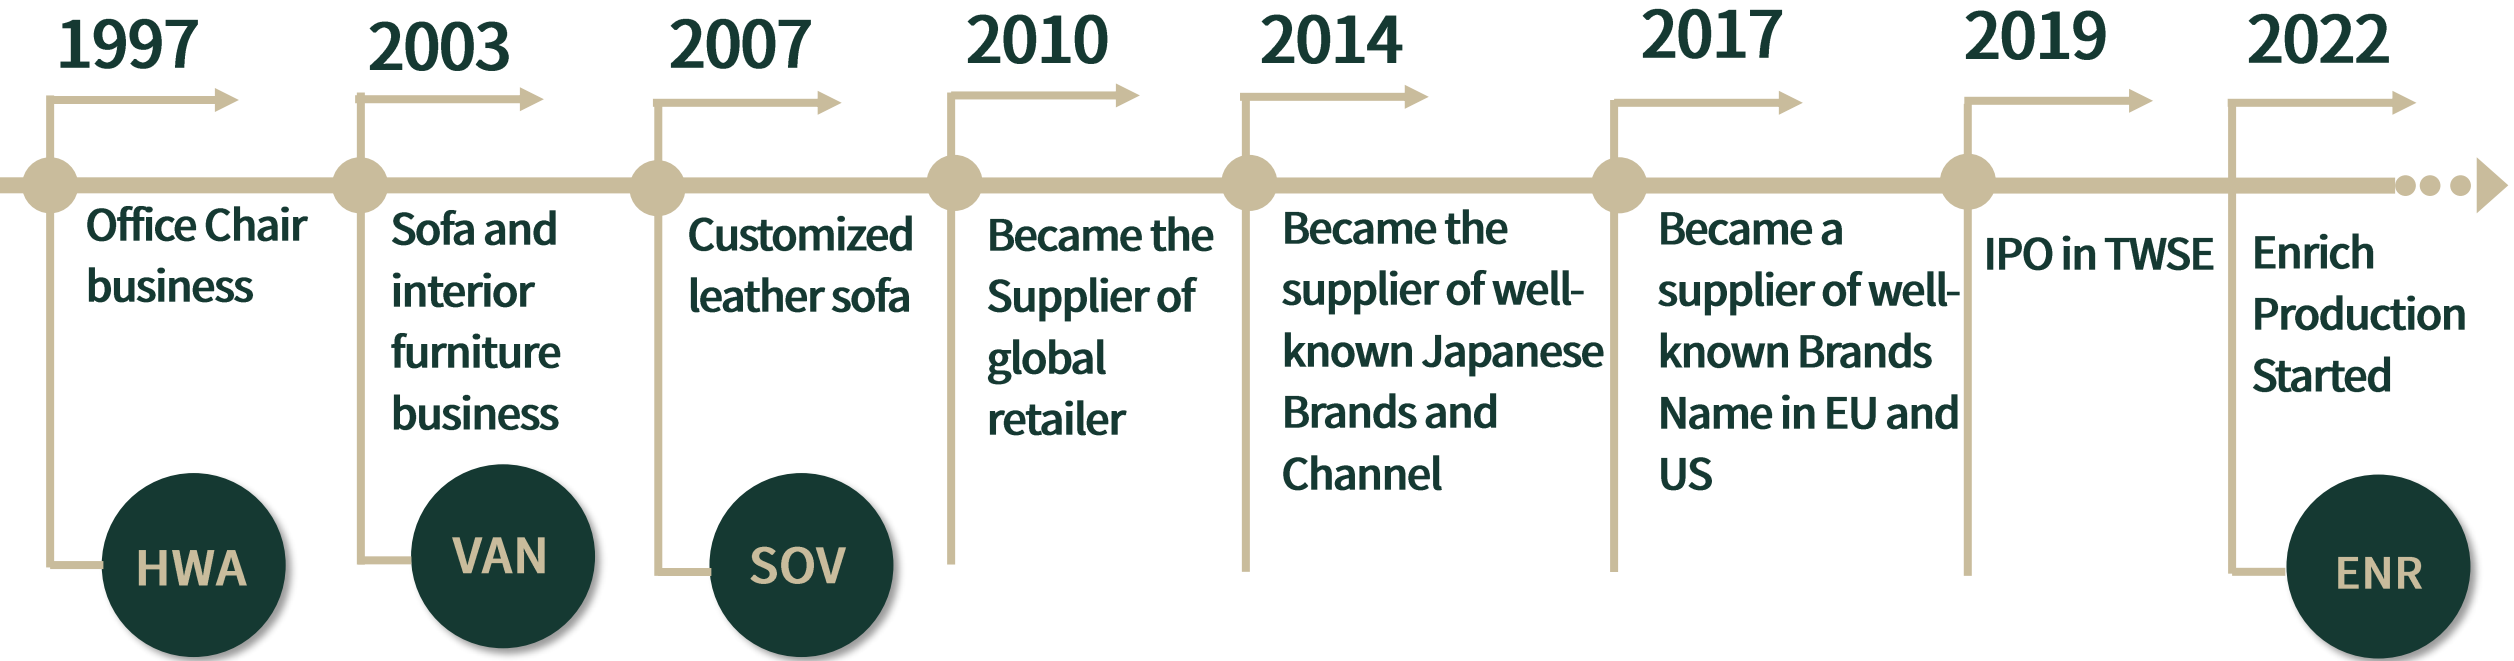 1997
Office Chair
business
HWA
2003
Sofa and
interior
furniture
business
VAN
2007
Customized
leather sofa
SOV
2010
Became the
Supplier of
global
retailer
2014
Became the
supplier of well-
known Japanese
Brands and
Channel
2017
Became a
supplier of well-
known Brands
Name in EU and
US
2019
IPO in TWSE
2022
Enrich
Production
Started
ENR